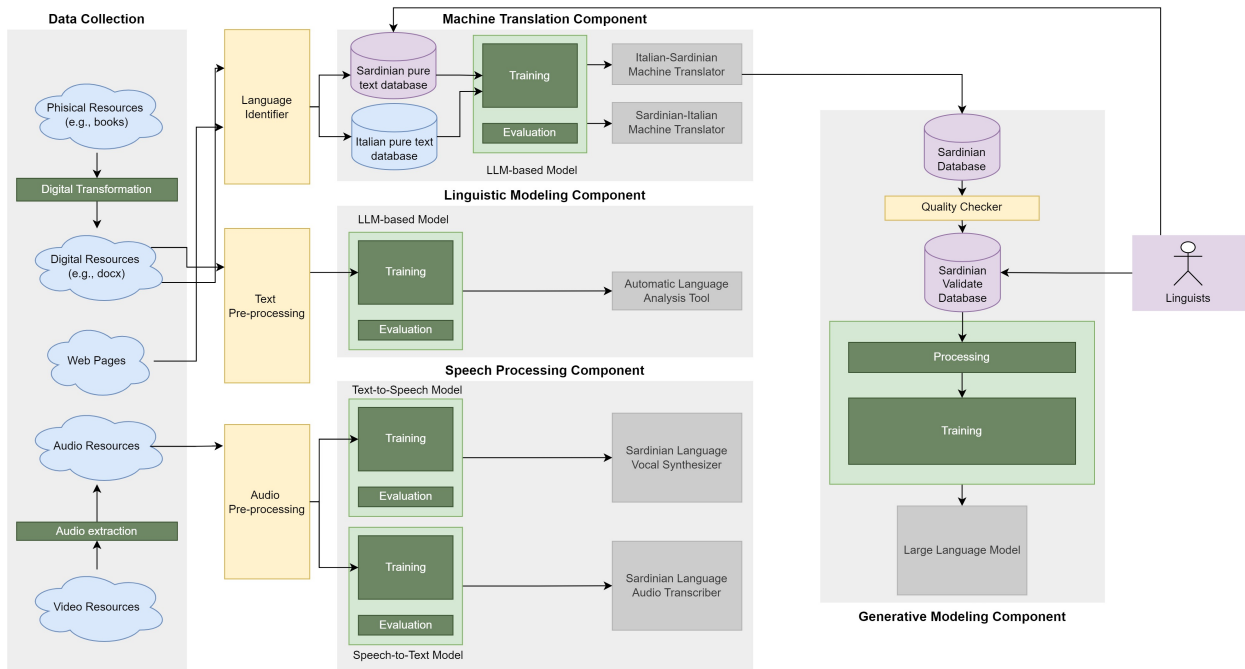 Data Collection
Phisical Resources
(e.g., books)
Digital Transformation
Digital Resources
(e.g., docx)
Web Pages
Audio Resources
Audio extraction
Video Resources
Language
Identifier
Text
Pre-processing
Audio
Pre-processing
Machine Translation Component
Sardinian pure
text database
Italian pure text
database
Training
Evaluation
LLM-based Model
Italian-Sardinian
Machine Translator
Sardinian-Italian
Machine Translator
Linguistic Modeling Component
LLM-based Model
Training
Evaluation
Automatic Language
Analysis Tool
Speech Processing Component
Text-to-Speech Model
Training
Evaluation
Sardinian Language
Vocal Synthesizer
Training
Evaluation
Speech-to-Text Model
Sardinian Language
Audio Transcriber
Sardinian
Database
Quality Checker
Sardinian
Validate
Database
Processing
Training
Large Language Model
Generative Modeling Component
Linguists